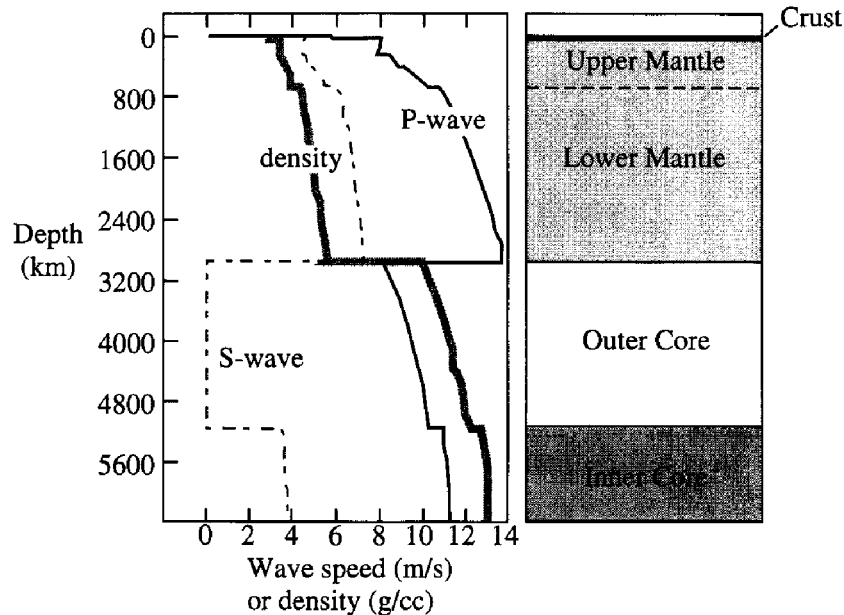 Crust
0
800
1600
2400
3200
4000
4800
5600
Depth
(km)
P-wave
density
S-wave
0 2 4 6 8 10 12 14
Wave speed (m/s)
or density (g/cc)
Upper Mantle
Lower Mantle
Outer Core
Inner Core